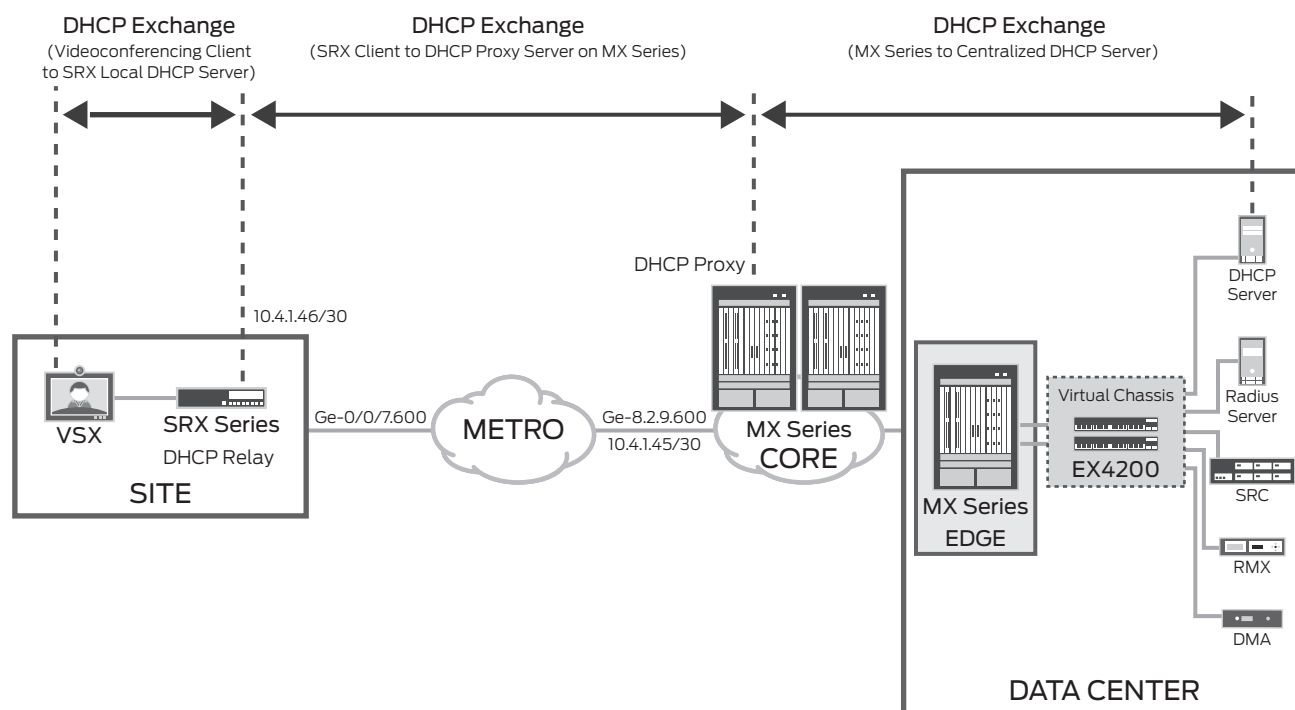 DHCP Exchange
(Videoconferencing Client
to SRX Local DHCP Server)
DHCP Exchange
(SRX Client to DHCP Proxy Server on MX Series)
DHCP Exchange
(MX Series to Centralized DHCP Server)
DHCP Proxy
DHCP
Server
10.4.1.46/30
VSX
SRX Series
DHCP Relay
SITE
Ge-0/0/7.600
METRO
Ge-8.2.9.600
10.4.1.45/30
MX Series
CORE
MX Series
EDGE
Virtual Chassis
EX4200
Radius
Server
SRC
RMX
DMA
DATA CENTER